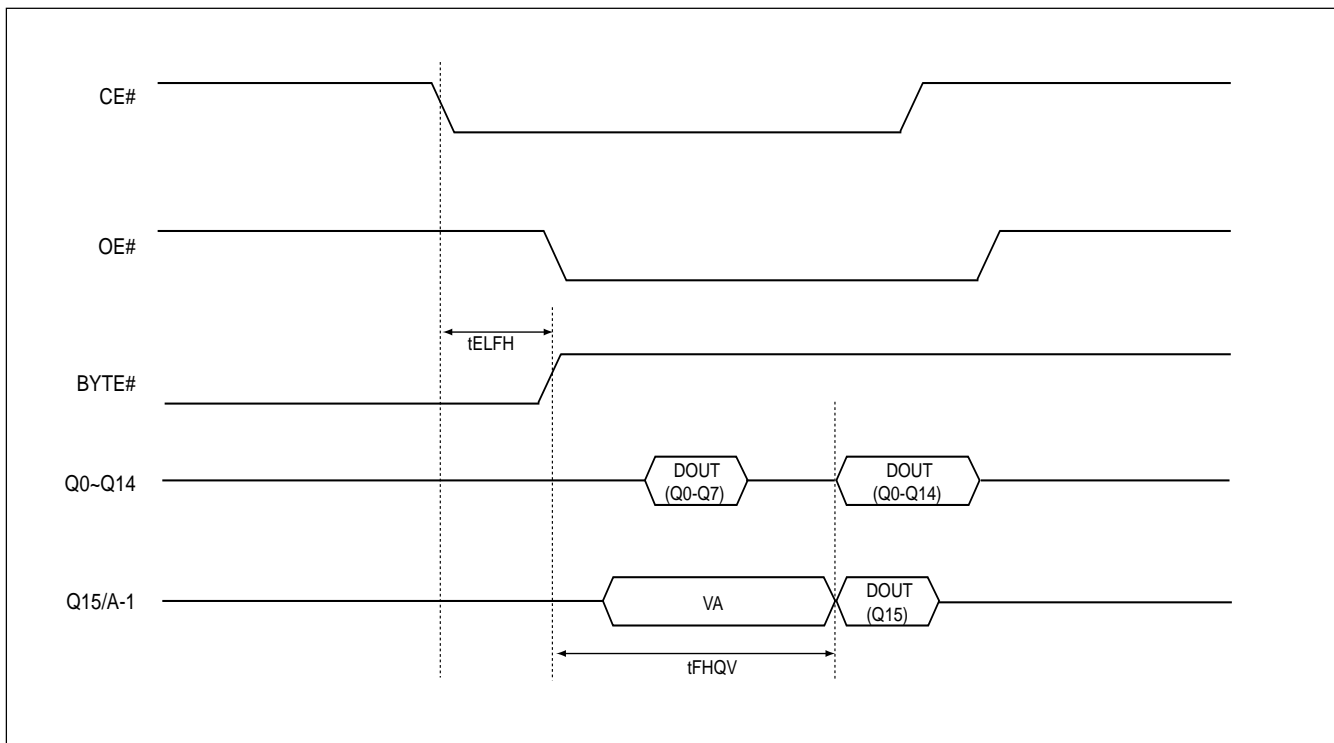 CE#
OE#
tELFH
BYTE#
Q0~Q14
DOUT
(Q0-Q7)
DOUT
(Q0-Q14)
Q15/A-1
VA
DOUT
(Q15)
tFHQV